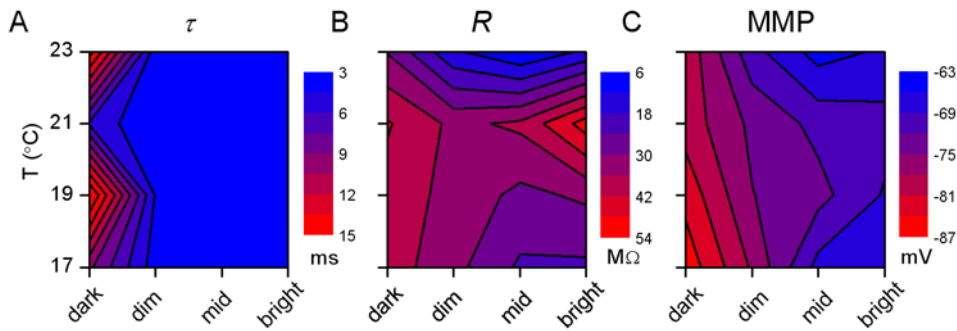 A
τ
B
R
C
MMP
T (°C)
23
21
19
17
dark
dim
mid
bright
3
6
9
12
15
ms
dark
dim
mid
bright
6
18
30
42
54
MΩ
dark
dim
mid
bright
-63
-69
-75
-81
-87
mV